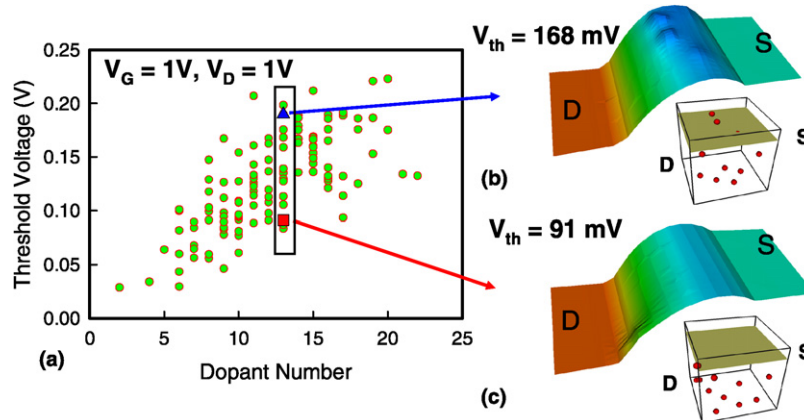 V_G = 1V, V_D = 1V
Threshold Voltage (V)
0.25
0.20
0.15
0.10
0.05
0.00
0 5 10 15 20 25
Dopant Number
(a)
V_th = 168 mV
D
S
D
S
(b)
V_th = 91 mV
D
S
D
S
(c)